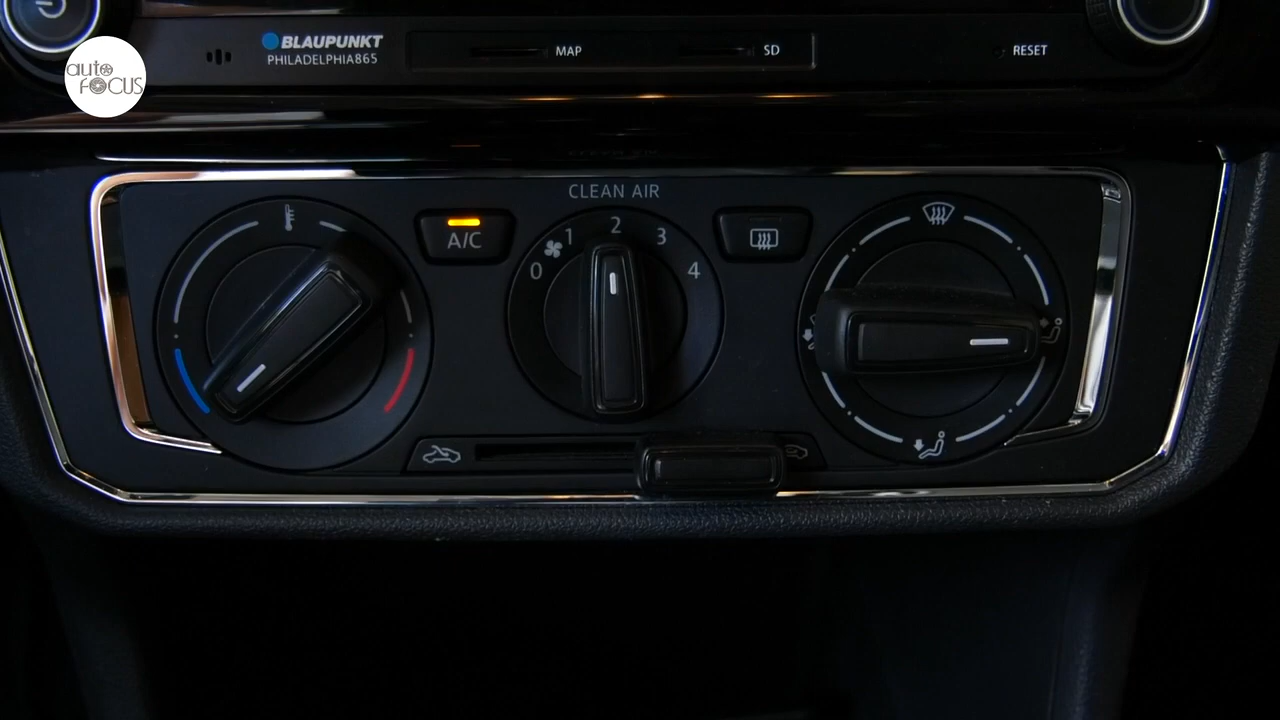 BLAUPUNKT
PHILADELPHIA865
MAP
SD
RESET
auto
FOCUS
CLEAN AIR
A/C
0
1
2
3
4